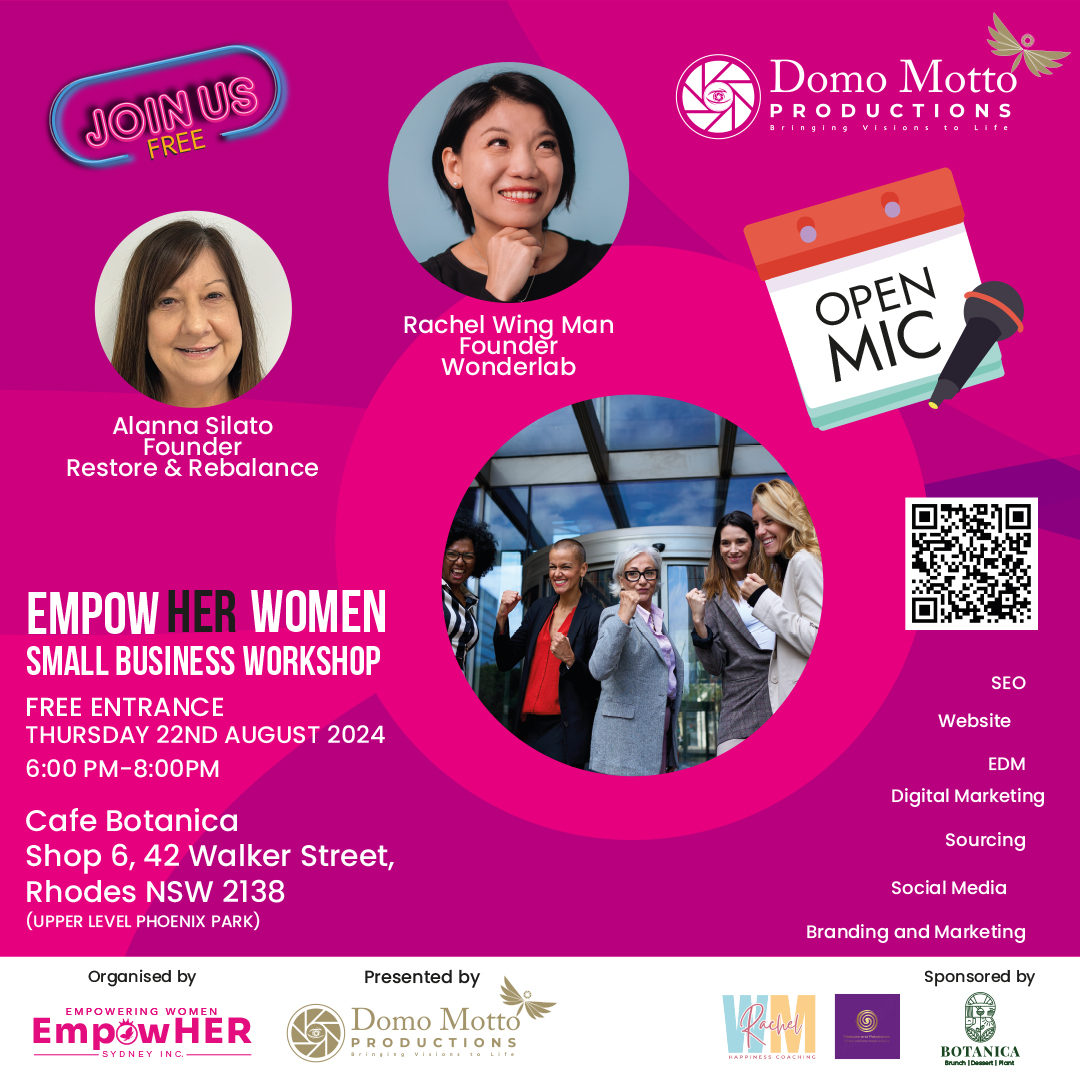 JOIN US
FREE
Domo Motto
PRODUCTIONS
Bringing Visions to Life
OPEN
MIC
Rachel Wing Man
Founder
Wonderlab
Alanna Silato
Founder
Restore & Rebalance
EMPOWHER WOMEN
SMALL BUSINESS WORKSHOP
FREE ENTRANCE
THURSDAY 22ND AUGUST 2024
6:00 PM-8:00PM
Cafe Botanica
Shop 6, 42 Walker Street,
Rhodes NSW 2138
(UPPER LEVEL PHOENIX PARK)
SEO
Website
EDM
Digital Marketing
Sourcing
Social Media
Branding and Marketing
Organised by
EMPOWERING WOMEN
EmpowHER
SYDNEY INC.
Presented by
Domo Motto
PRODUCTIONS
Bringing Visions to Life
WM
Rachel
HAPPINESS COACHING
Sponsored by
BOTANICA
Brunch | Dessert | Plant